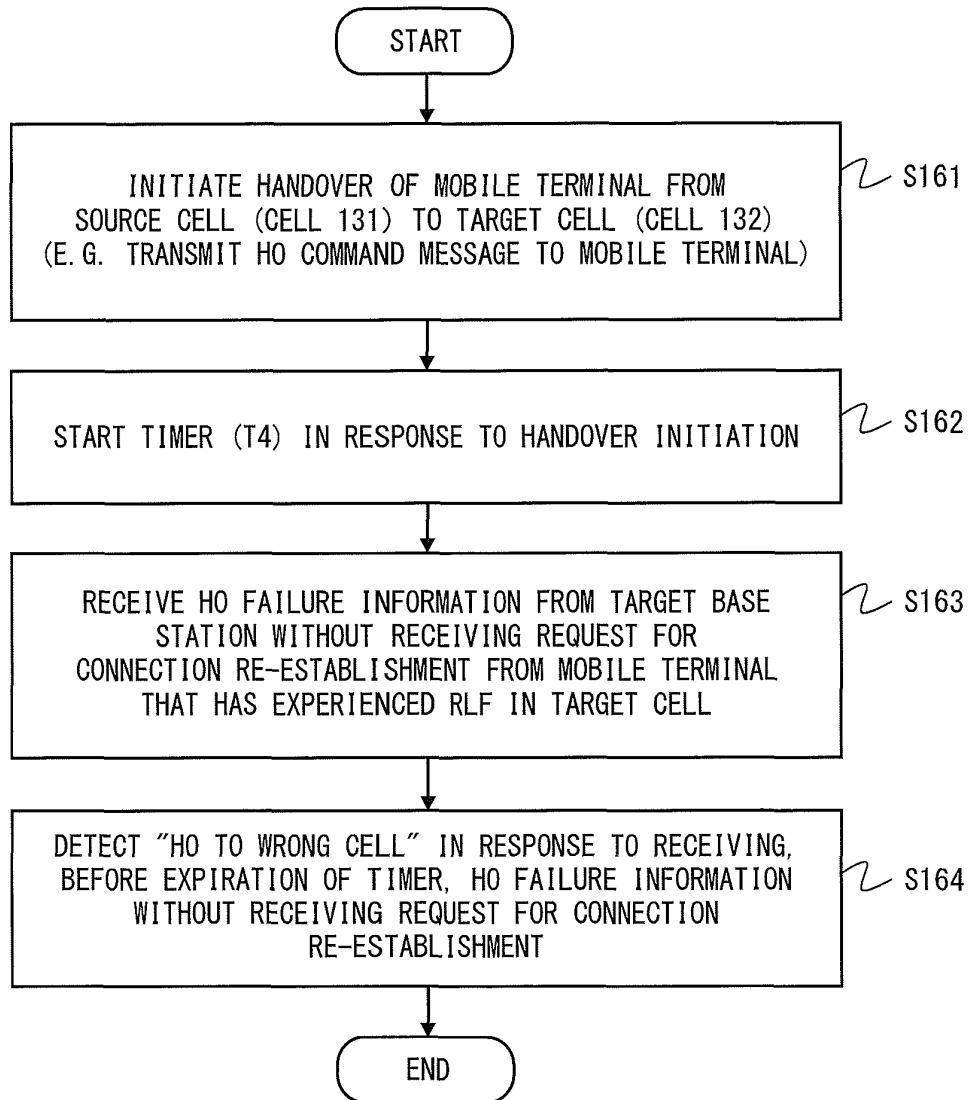 START
INITIATE HANDOVER OF MOBILE TERMINAL FROM
SOURCE CELL (CELL 131) TO TARGET CELL (CELL 132)
(E.G. TRANSMIT HO COMMAND MESSAGE TO MOBILE TERMINAL)
S161
START TIMER (T4) IN RESPONSE TO HANDOVER INITIATION
S162
RECEIVE HO FAILURE INFORMATION FROM TARGET BASE
STATION WITHOUT RECEIVING REQUEST FOR
CONNECTION RE-ESTABLISHMENT FROM MOBILE TERMINAL
THAT HAS EXPERIENCED RLF IN TARGET CELL
S163
DETECT "HO TO WRONG CELL" IN RESPONSE TO RECEIVING,
BEFORE EXPIRATION OF TIMER, HO FAILURE INFORMATION
WITHOUT RECEIVING REQUEST FOR CONNECTION
RE-ESTABLISHMENT
S164
END